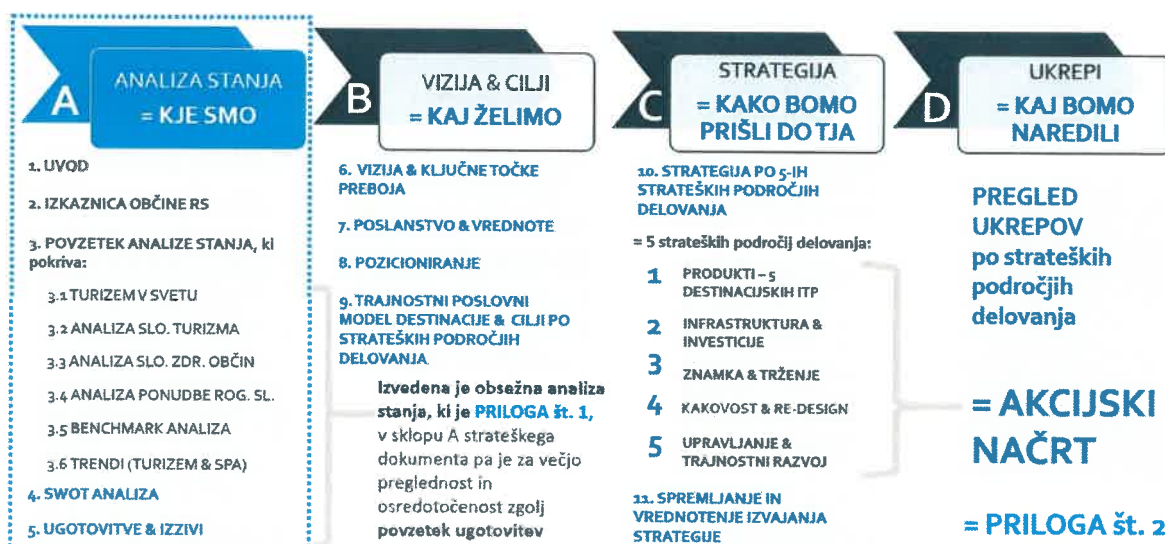 A
ANALIZA STANJA
= KJE SMO
1. UVOD
2. IZKAZNICA OBČINE RS
3. POVZETEK ANALIZE STANJA, ki
pokriva:
3.1 TURIZEM V SVETU
3.2 ANALIZA SLO. TURIZMA
3.3 ANALIZA SLO. ZDR. OBČIN
3.4 ANALIZA PONUDBE ROG. SL.
3.5 BENCHMARK ANALIZA
3.6 TRENDI (TURIZEM & SPA)
4. SWOT ANALIZA
5. UGOTOVITVE & IZZIVI
B
VIZIJA & CILJI
= KAJ ŽELIMO
6. VIZIJA & KLJUČNE TOČKE
PREBOJA
7. POSLANSTVO & VREDNOTE
8. POZICIONIRANJE
9. TRAJNOSTNI POSLOVNI
MODEL DESTINACIJE & CILJI PO
STRATEŠKIH PODROČJIH
DELOVANJA
Izvedena je obsežna analiza
stanja, ki je PRILOGA št. 1,
v sklopu A strateškega
dokumenta pa je za večjo
preglednost in
osredotočenost zgolj
povzetek ugotovitev
C
STRATEGIJA
= KAKO BOMO
PRIŠLI DO TJA
10. STRATEGIJA PO 5-IH
STRATEŠKIH PODROČJIH
DELOVANJA
= 5 strateških področij delovanja:
1 PRODUKTI – 5
DESTINACIJSKIH ITP
2 INFRASTRUKTURA &
INVESTICIJE
3 ZNAMKA & TRŽENJE
4 KAKOVOST & RE-DESIGN
5 UPRAVLJANJE &
TRAJNOSTNI RAZVOJ
11. SPREMLJANJE IN
VREDNOTENJE IZVAJANJA
STRATEGIJE
D
UKREPI
= KAJ BOMO
NAREDILI
PREGLED
UKREPOV
po strateških
področjih
delovanja
= AKCIJSKI
NAČRT
= PRILOGA št. 2